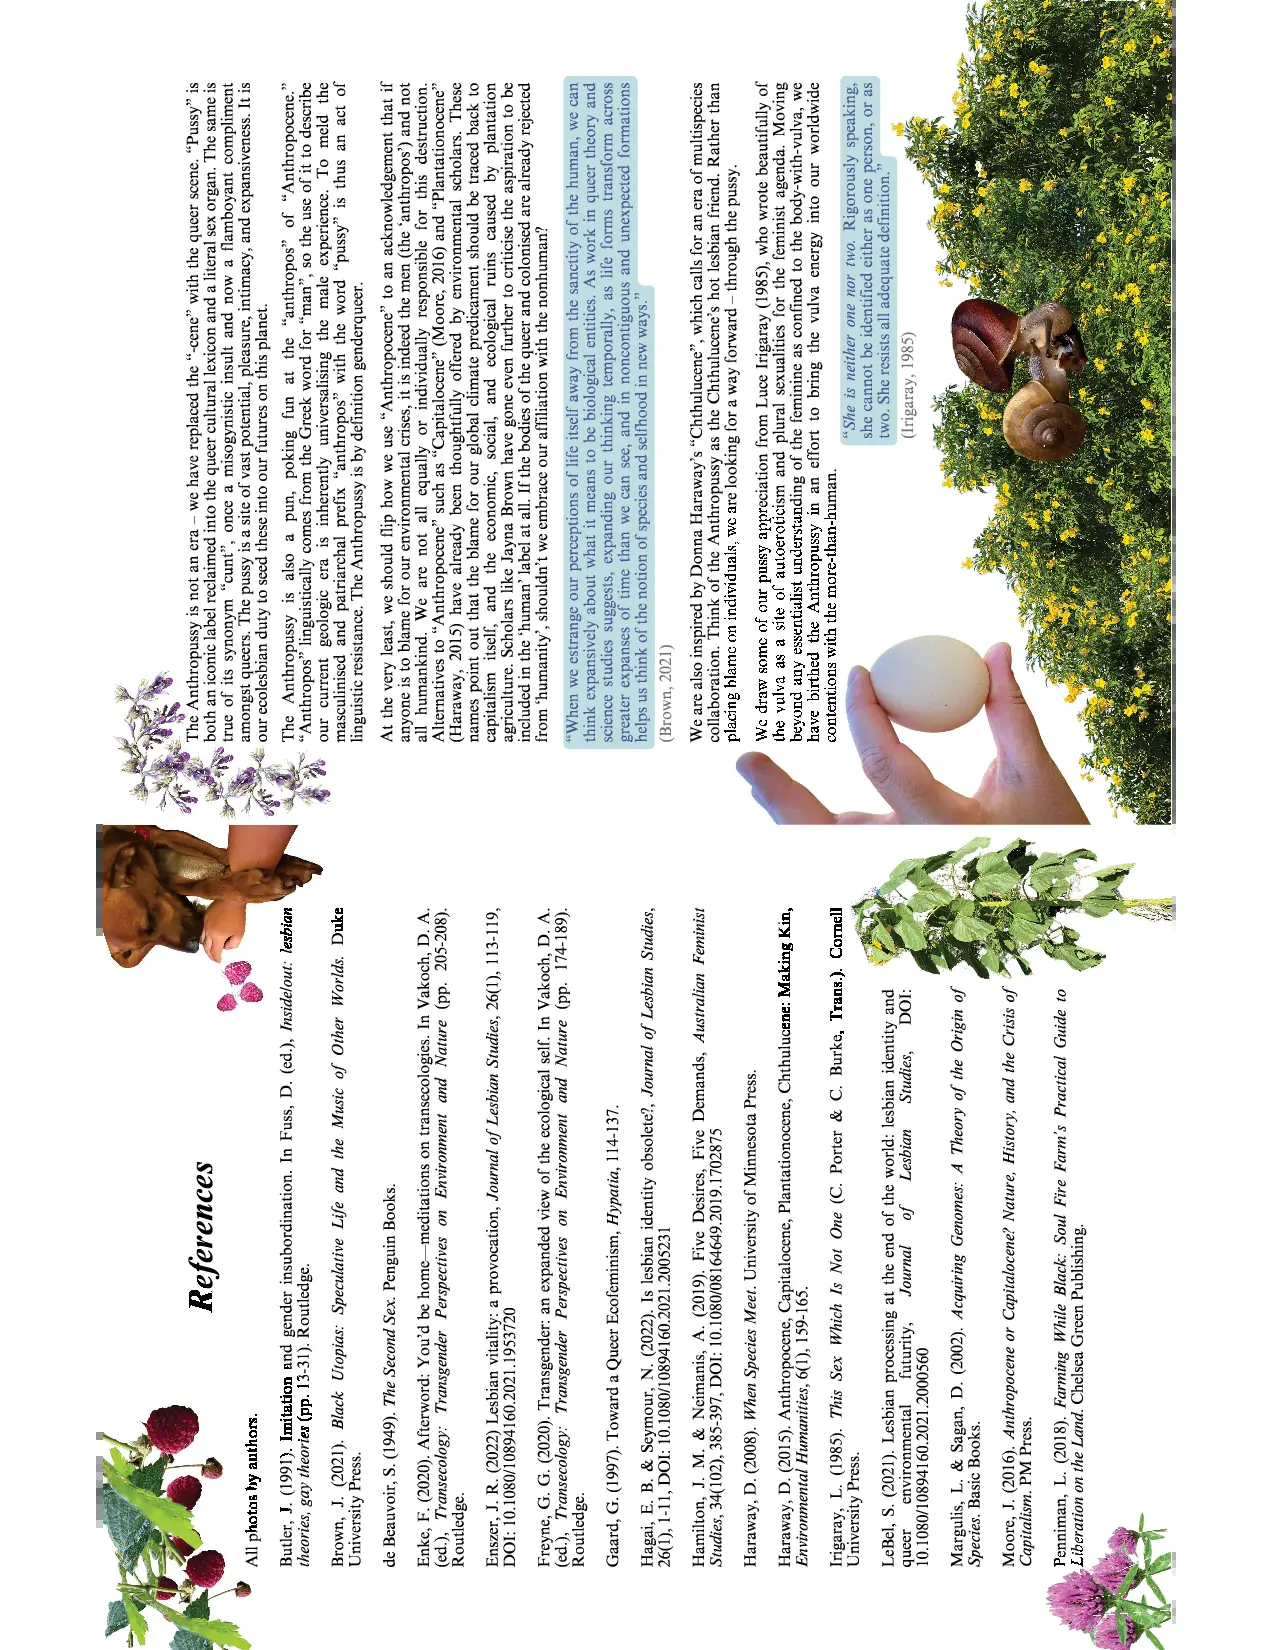 References
All photos by authors.
Butler, J. (1991). Imitation and gender insubordination. In Fuss, D. (ed.), Inside/out: lesbian
theories, gay theories (pp. 13-31). Routledge.
Brown, J. (2021). Black Utopias: Speculative Life and the Music of Other Worlds. Duke
University Press.
de Beauvoir, S. (1949). The Second Sex. Penguin Books.
Enke, F. (2020). Afterword: You'd be home—meditations on transecologies. In Vakoch, D. A.
(ed.), Transecology: Transgender Perspectives on Environment and Nature (pp. 205-208).
Routledge.
Enszer, J. R. (2022) Lesbian vitality: a provocation, Journal of Lesbian Studies, 26(1), 113-119,
DOI: 10.1080/10894160.2021.1953720
Freyne, G. G. (2020). Transgender: an expanded view of the ecological self. In Vakoch, D. A.
(ed.), Transecology: Transgender Perspectives on Environment and Nature (pp. 174-189).
Routledge.
Gaard, G. (1997). Toward a Queer Ecofeminism, Hypatia, 114-137.
Hagai, E. B. & Seymour, N. (2022). Is lesbian identity obsolete?, Journal of Lesbian Studies,
26(1), 1-11, DOI: 10.1080/10894160.2021.2005231
Hamilton, J. M. & Neimanis, A. (2019). Five Desires, Five Demands, Australian Feminist
Studies, 34(102), 385-397, DOI: 10.1080/08164649.2019.1702875
Haraway, D. (2008). When Species Meet. University of Minnesota Press.
Haraway, D. (2015). Anthropocene, Capitalocene, Plantationocene, Chthulucene: Making Kin,
Environmental Humanities, 6(1), 159-165.
Irigaray, L. (1985). This Sex Which Is Not One (C. Porter & C. Burke, Trans.). Cornell
University Press.
LeBel, S. (2021). Lesbian processing at the end of the world: lesbian identity and
queer environmental futurity, Journal of Lesbian Studies, DOI:
10.1080/10894160.2021.2000560
Margulis, L. & Sagan, D. (2002). Acquiring Genomes: A Theory of the Origin of
Species. Basic Books.
Moore, J. (2016). Anthropocene or Capitalocene? Nature, History, and the Crisis of
Capitalism. PM Press.
Penniman, L. (2018). Farming While Black: Soul Fire Farm's Practical Guide to
Liberation on the Land. Chelsea Green Publishing.
The Anthropussy is not an era – we have replaced the “-cene” with the queer scene. “Pussy” is
both an iconic label reclaimed into the queer cultural lexicon and a literal sex organ. The same is
true of its synonym “cunt”, once a misogynistic insult and now a flamboyant compliment
amongst queers. The pussy is a site of vast potential, pleasure, intimacy, and expansiveness. It is
our ecolesbian duty to seed these into our futures on this planet.
The Anthropussy is also a pun, poking fun at the “anthropos” of “Anthropocene.”
“Anthropos” linguistically comes from the Greek word for “man”, so the use of it to describe
our current geologic era is inherently universalising the male experience. To meld the
masculinised and patriarchal prefix “anthropos” with the word “pussy” is thus an act of
linguistic resistance. The Anthropussy is by definition genderqueer.
At the very least, we should flip how we use “Anthropocene” to an acknowledgement that if
anyone is to blame for our environmental crises, it is indeed the men (the ‘anthropos’) and not
all humankind. We are not all equally or individually responsible for this destruction.
Alternatives to “Anthropocene” such as “Capitalocene” (Moore, 2016) and “Plantationocene”
(Haraway, 2015) have already been thoughtfully offered by environmental scholars. These
names point out that the blame for our global climate predicament should be traced back to
capitalism itself, and the economic, social, and ecological ruins caused by plantation
agriculture. Scholars like Jayna Brown have gone even further to criticise the aspiration to be
included in the ‘human’ label at all. If the bodies of the queer and colonised are already rejected
from ‘humanity’, shouldn’t we embrace our affiliation with the nonhuman?
“When we estrange our perceptions of life itself away from the sanctity of the human, we can
think expansively about what it means to be biological entities. As work in queer theory and
science studies suggests, expanding our thinking temporally, as life forms transform across
greater expanses of time than we can see, and in noncontiguous and unexpected formations
helps us think of the notion of species and selfhood in new ways.”
(Brown, 2021)
We are also inspired by Donna Haraway’s “Chthulucene”, which calls for an era of multispecies
collaboration. Think of the Anthropussy as the Chthulucene’s hot lesbian friend. Rather than
placing blame on individuals, we are looking for a way forward – through the pussy.
We draw some of our pussy appreciation from Luce Irigaray (1985), who wrote beautifully of
the vulva as a site of autoeroticism and plural sexualities for the feminist agenda. Moving
beyond any essentialist understanding of the feminine as confined to the body-with-vulva, we
have birthed the Anthropussy in an effort to bring the vulva energy into our worldwide
contentions with the more-than-human.
“She is neither one nor two. Rigorously speaking,
she cannot be identified either as one person, or as
two. She resists all adequate definition.”
(Irigaray, 1985)